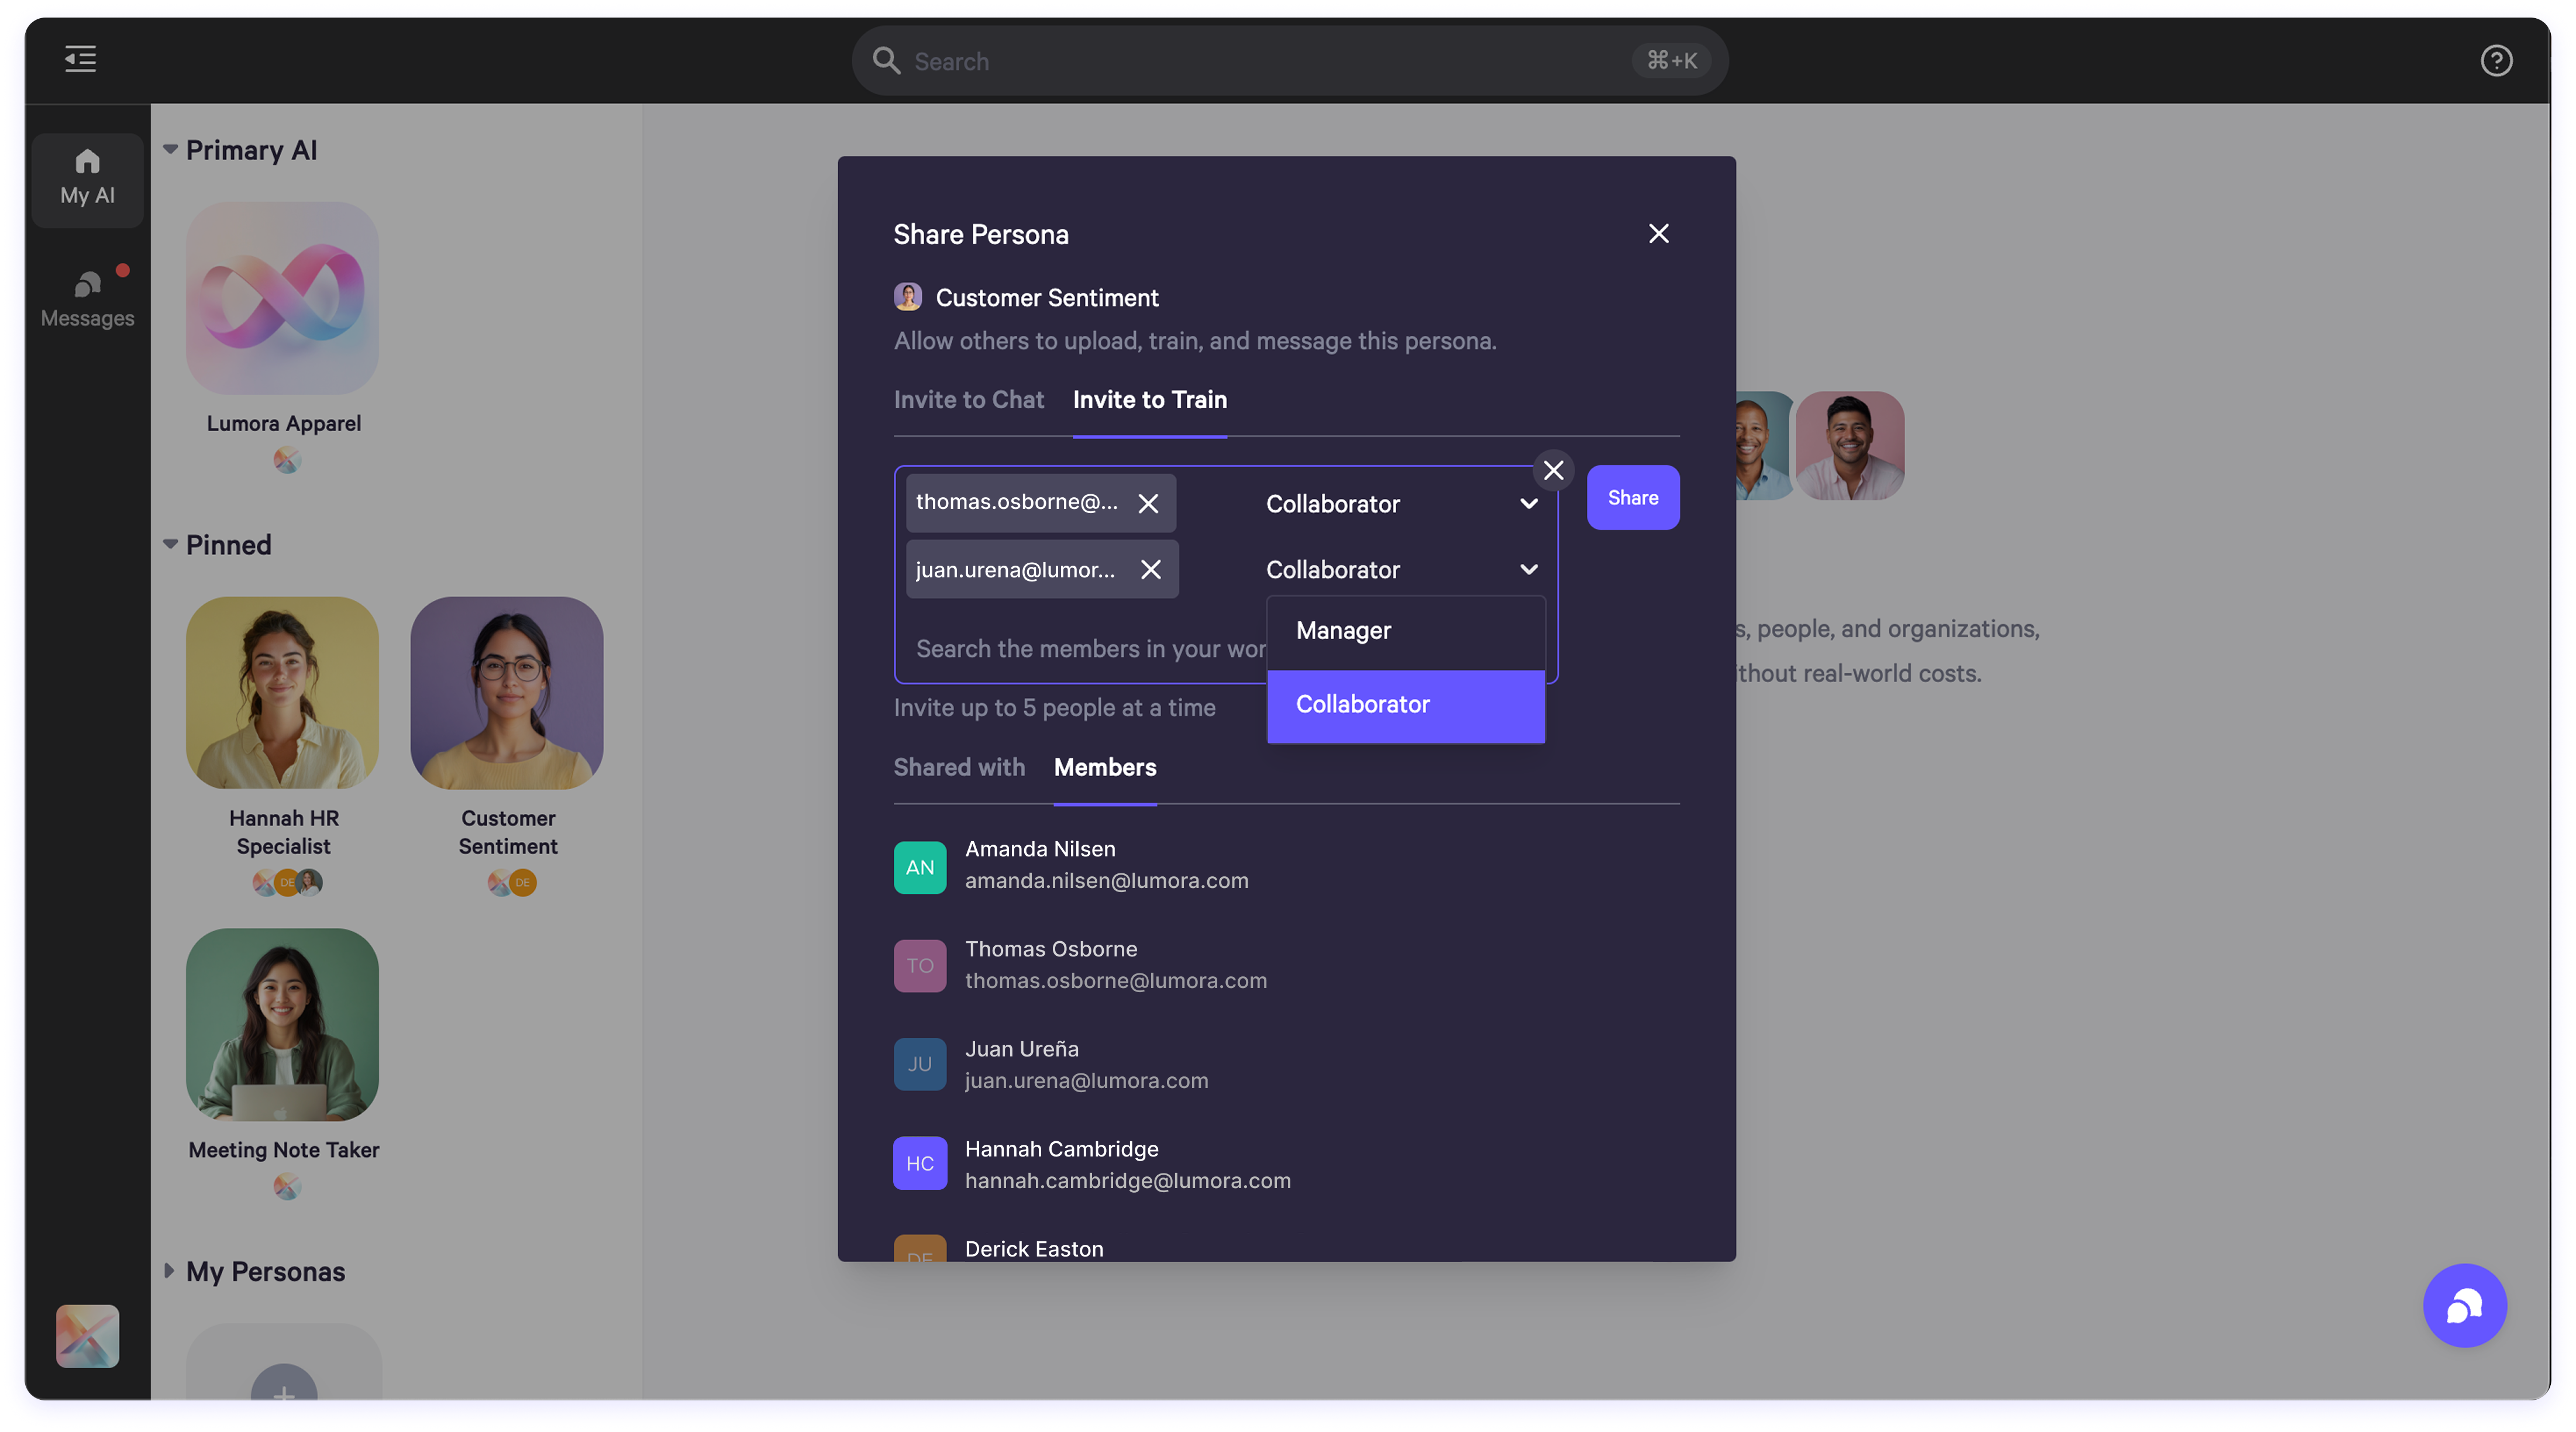 Search
⌘+K
My AI
Messages
Primary AI
Lumora Apparel
Pinned
Hannah HR
Specialist
DE
Customer
Sentiment
DE
Meeting Note Taker
My Personas
Share Persona
Customer Sentiment
Allow others to upload, train, and message this persona.
Invite to Chat
Invite to Train
thomas.osborne@...
Collaborator
Share
juan.urena@lumor...
Collaborator
Manager
Collaborator
Search the members in your wor
Invite up to 5 people at a time
Shared with
Members
AN
Amanda Nilsen
amanda.nilsen@lumora.com
TO
Thomas Osborne
thomas.osborne@lumora.com
JU
Juan Ureña
juan.urena@lumora.com
HC
Hannah Cambridge
hannah.cambridge@lumora.com
DE
Derick Easton
s, people, and organizations,
ithout real-world costs.